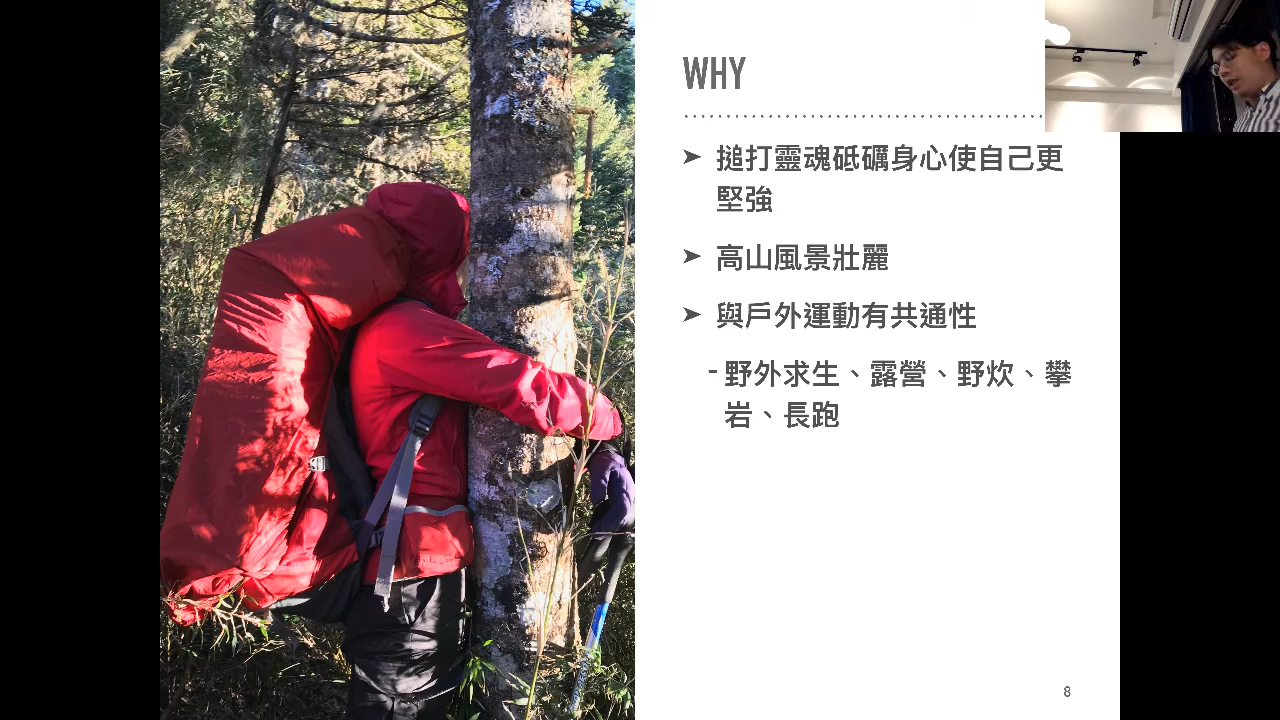 WHY
➤ 搥打靈魂砥礪身心使自己更
堅強
➤ 高山風景壯麗
➤ 與戶外運動有共通性
-野外求生、露營、野炊、攀
岩、長跑
8